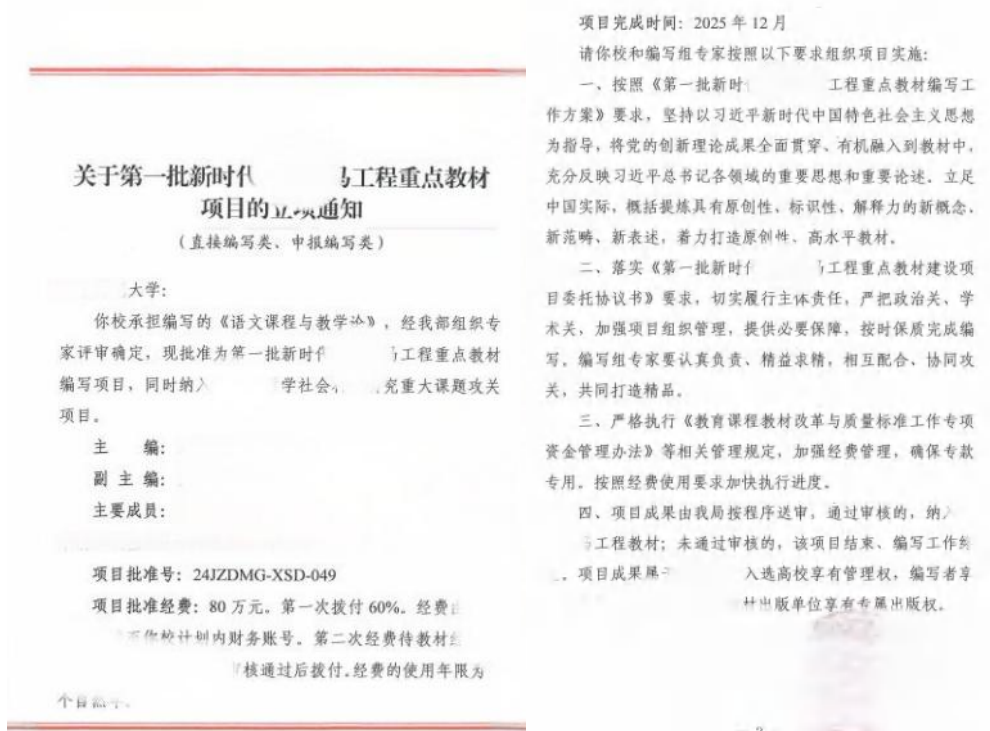 关于第一批新时代 工程重点教材
项目的立项通知
（直接编写类、申报编写类）
大学：
你校承担编写的《语文课程与教学论》，经我部组织专
家评审确定，现批准为第一批新时 工程重点教材
编写项目，同时纳 学社会 究重大课题攻关
项目。
主 编：
副 主 编：
主要成员：
项目批准号：24JZDMG-XSD-049
项目批准经费：80 万元。第一次拨付 60%。经费
你校计划内财务账号。第二次经费待教材
核通过后拨付.经费的使用年限为
个自然
项目完成时间：2025 年 12 月
请你校和编写组专家按照以下要求组织项目实施：
一、按照《第一批新时 工程重点教材编写工
作方案》要求，坚持以习近平新时代中国特色社会主义思想
为指导，将党的创新理论成果全面贯穿、有机融入到教材中，
充分反映习近平总书记各领域的重要思想和重要论述．立足
中国实际，概括提炼具有原创性、标识性、解释力的新概念、
新范畴、新表述，着力打造原创性、高水平教材。
二、落实《第一批新时 工程重点教材建设项
目委托协议书》要求，切实履行主体责任，严把政治关、学
术关，加强项目组织管理，提供必要保障，按时保质完成编
写。编写组专家要认真负责、精益求精，相互配合、协同攻
关，共同打造精品。
三、严格执行《教育课程教材改革与质量标准工作专项
资金管理办法》等相关管理规定，加强经费管理，确保专款
专用。按照经费使用要求加快执行进度。
四、项目成果由我局按程序送审，通过审核的，纳
工程教材；未通过审核的，该项目结束、编写工作
。项目成果属 入选高校享有管理权，编写者享
材出版单位享有专属出版权。